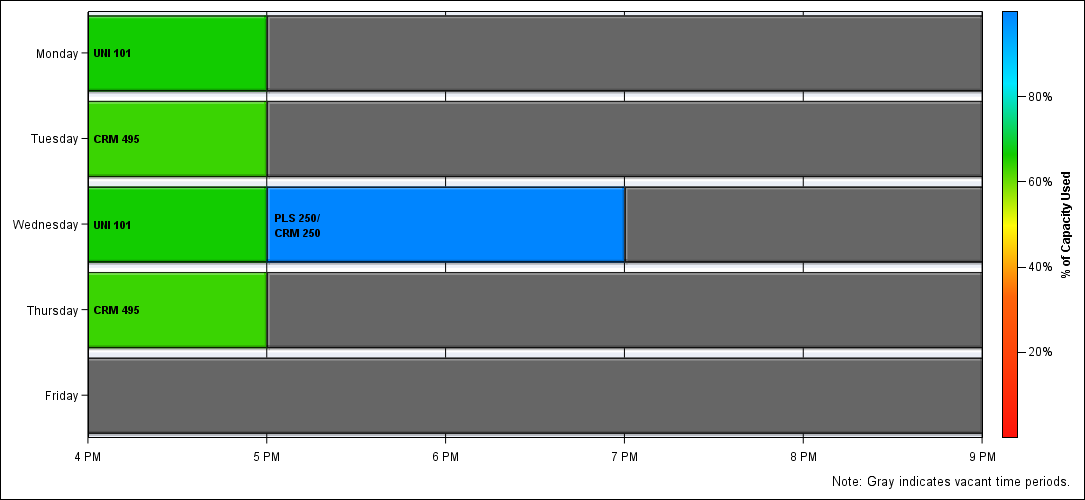 Monday
UNI 101
Tuesday
CRM 495
Wednesday
UNI 101
PLS 250/
CRM 250
Thursday
CRM 495
Friday
4 PM
5 PM
6 PM
7 PM
8 PM
9 PM
80%
60%
40%
20%
% of Capacity Used
Note: Gray indicates vacant time periods.